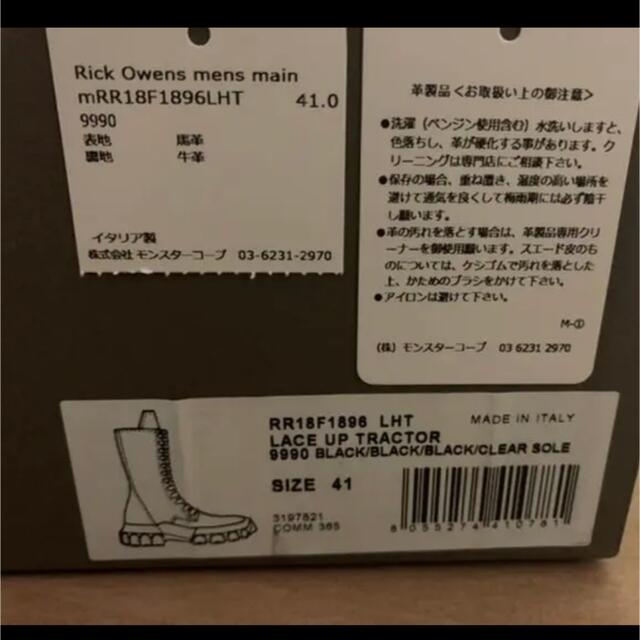 Rick Owens mens main
mRR18F1896LHT 41.0
9990
表地 馬革
裏地 牛革
イタリア製
株式会社 モンスターコープ 03-6231-2970
革製品<お取扱い上の御注意>
●洗濯 (ベンジン使用含む) 水洗いしますと、
色落ちし、革が硬化する事があります。ク
リーニングは専門店にご相談下さい。
●保存の場合、重ね置き、湿度の高い場所を
避けて通気を良くして梅雨期には必ず陰干
し願います。
●革の汚れを落とす場合は、革製品専用クリ
ーナーを御使用願います。スエード皮のも
のについては、ケシゴムで汚れを落とした
上、かためのブラシをかけて下さい。
●アイロンは避けて下さい。
M-①
(株) モンスターコープ 03 6231 2970
RR18F1896 LHT MADE IN ITALY
LACE UP TRACTOR
9990 BLACK/BLACK/BLACK/CLEAR SOLE
SIZE 41
3197821
COMM 365
8 055274 410781